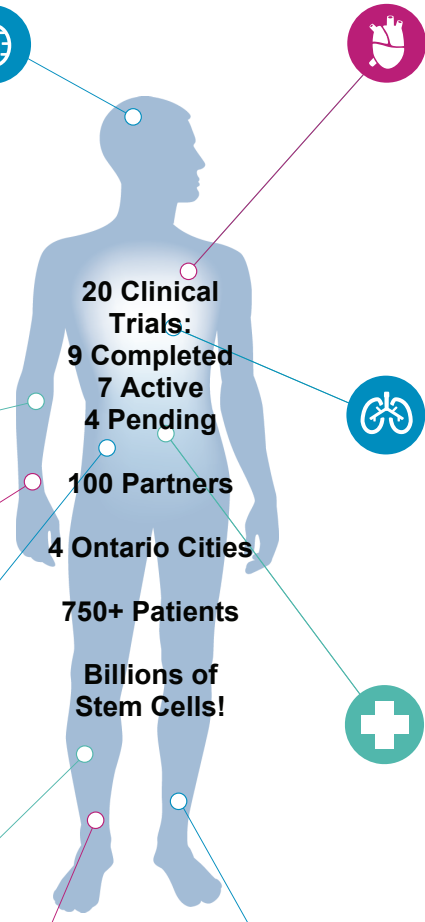 20 Clinical
Trials:
9 Completed
7 Active
4 Pending
100 Partners
4 Ontario Cities
750+ Patients
Billions of
Stem Cells!